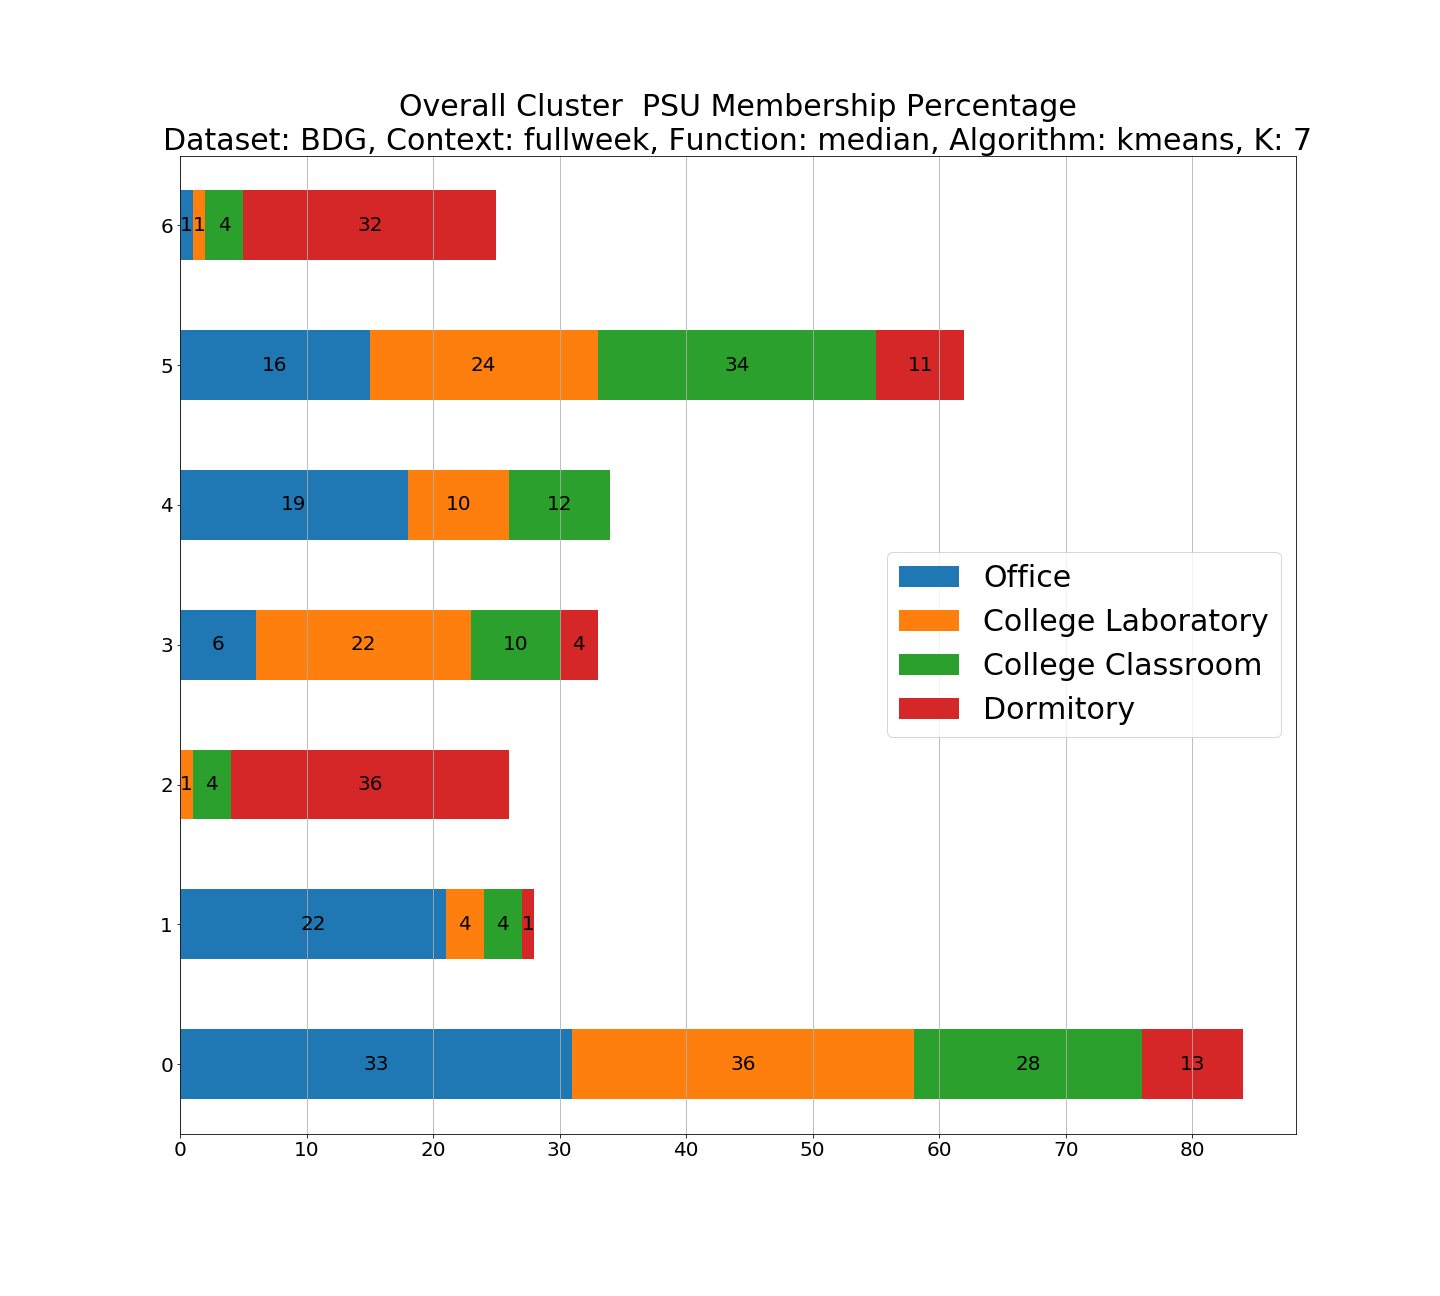 Overall Cluster  PSU Membership Percentage
Dataset: BDG, Context: fullweek, Function: median, Algorithm: kmeans, K: 7
6 1 1 4 32
5 16 24 34 11
4 19 10 12
Office
College Laboratory
3 6 22 10 4
College Classroom
Dormitory
2 1 4 36
1 22 4 4 1
0 33 36 28 13
0 10 20 30 40 50 60 70 80